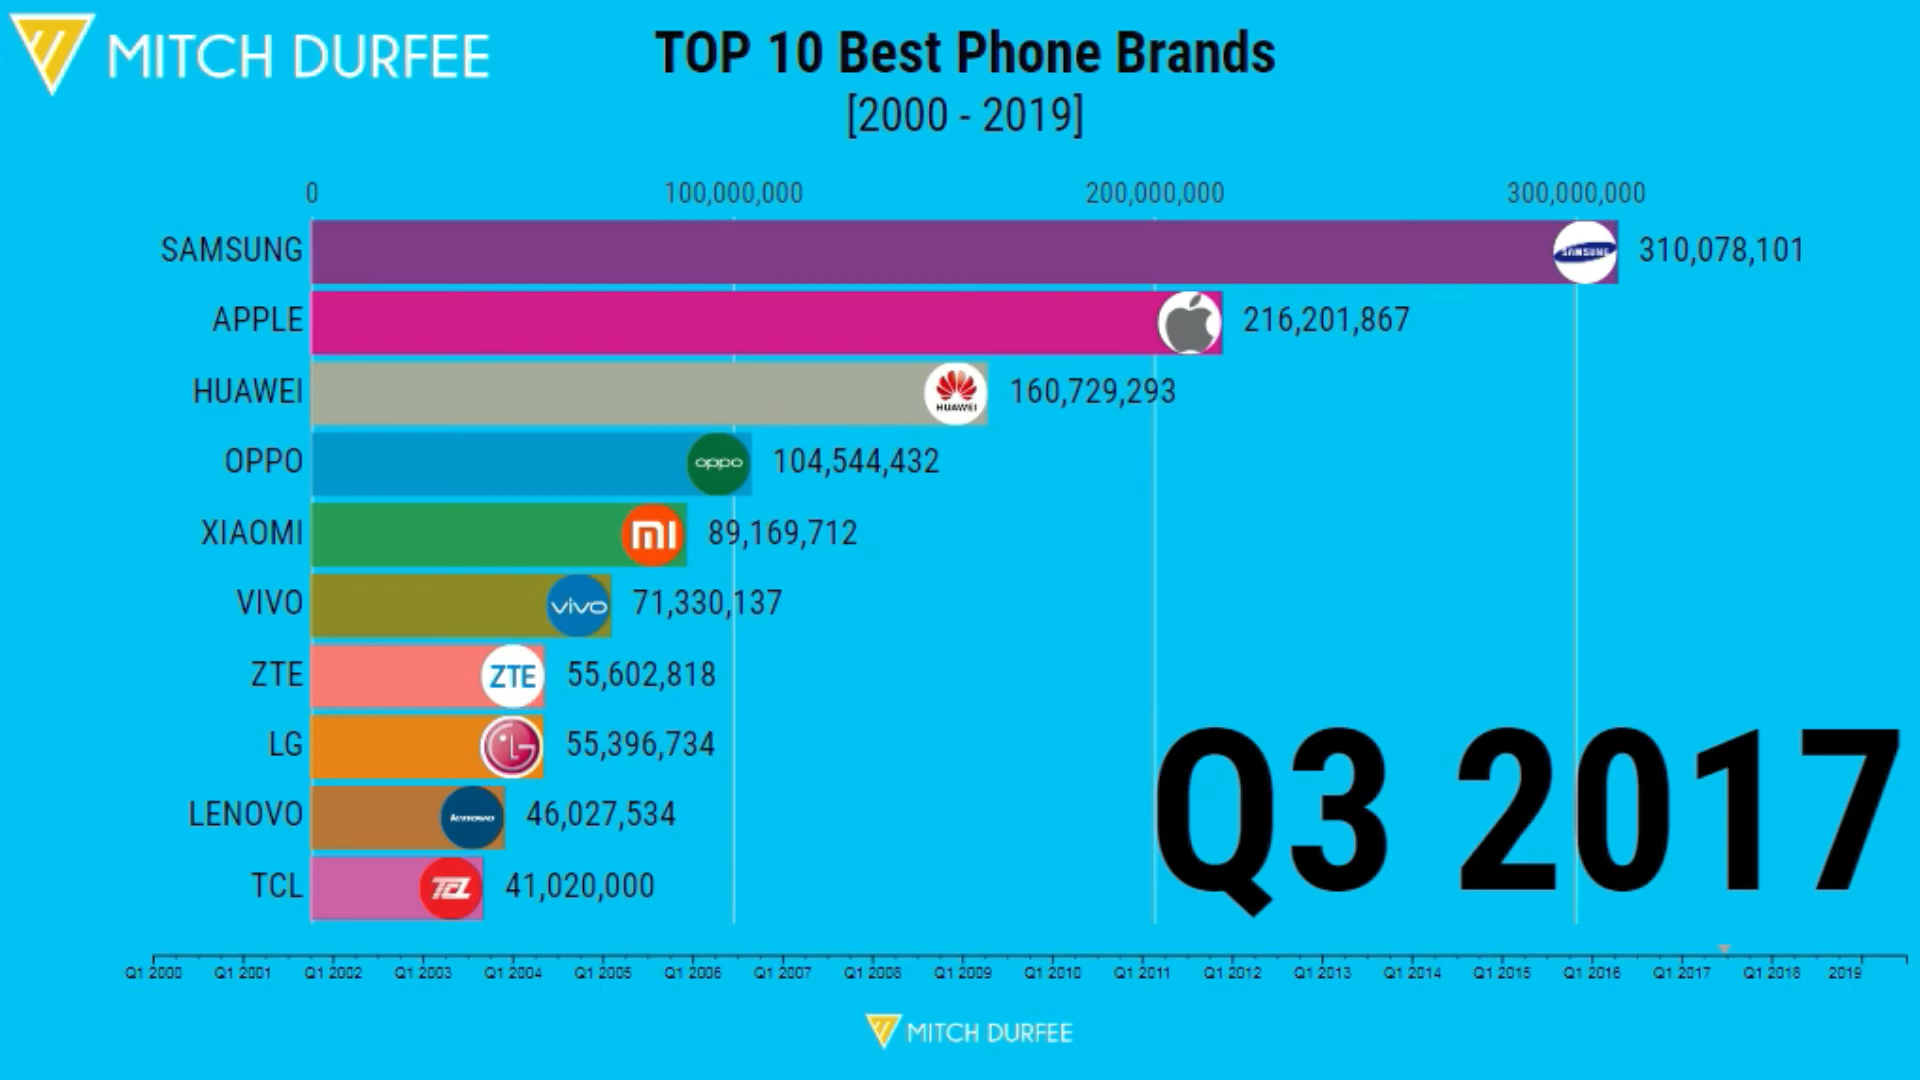 MITCH DURFEE
TOP 10 Best Phone Brands
[2000 - 2019]
0 100,000,000 200,000,000 300,000,000
SAMSUNG SAMSUNG 310,078,101
APPLE 216,201,867
HUAWEI HUAWEI 160,729,293
OPPO oppo 104,544,432
XIAOMI mi 89,169,712
VIVO vivo 71,330,137
ZTE ZTE 55,602,818
LG LG 55,396,734
LENOVO lenovo 46,027,534
TCL TCL 41,020,000
Q3 2017
Q1 2000 Q1 2001 Q1 2002 Q1 2003 Q1 2004 Q1 2005 Q1 2006 Q1 2007 Q1 2008 Q1 2009 Q1 2010 Q1 2011 Q1 2012 Q1 2013 Q1 2014 Q1 2015 Q1 2016 Q1 2017 Q1 2018 2019
MITCH DURFEE